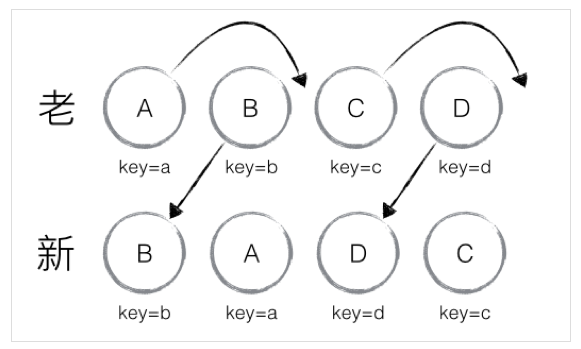 老 A B C D
key=a key=b key=c key=d
新 B A D C
key=b key=a key=d key=c